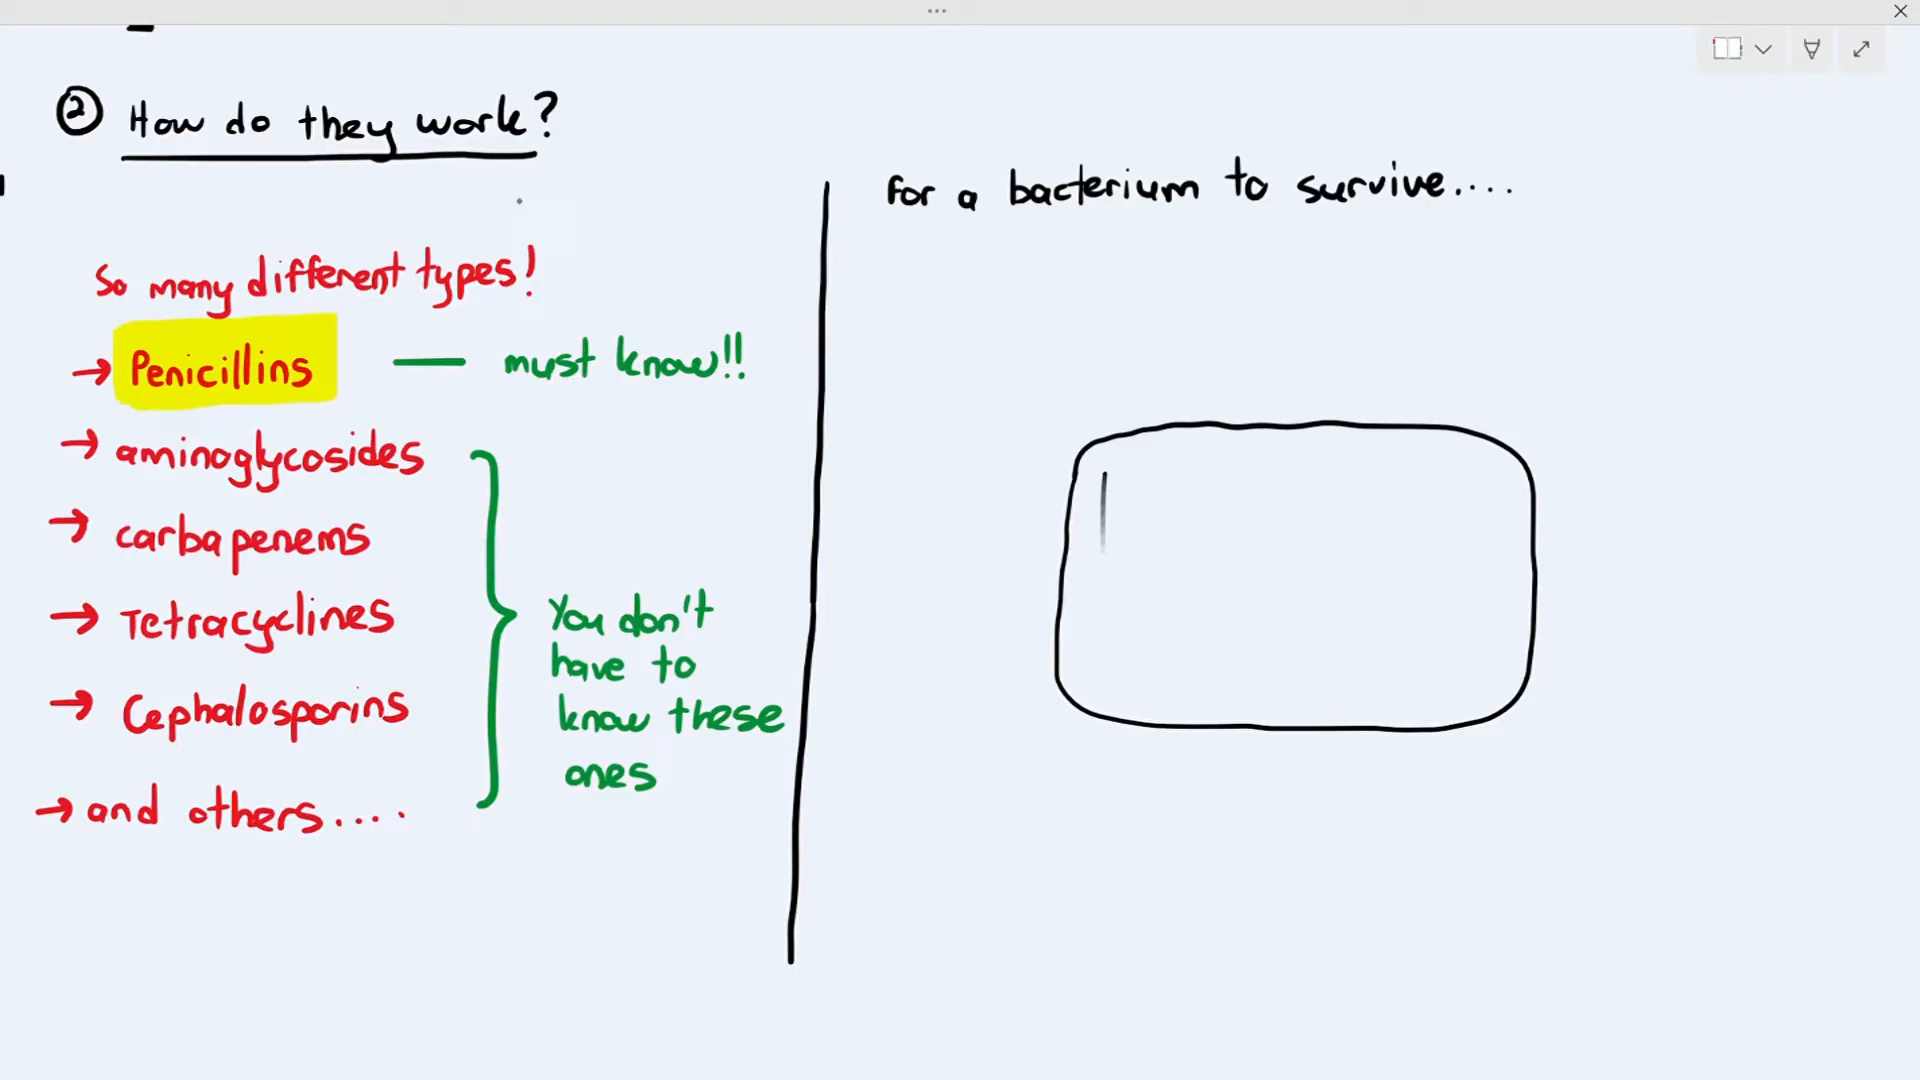 ② How do they work?
So many different types!
→ Penicillins — must know!!
→ aminoglycosides
→ carbapenems
→ Tetracyclines
→ Cephalosporins
→ and others....
You don't
have to
know these
ones
For a bacterium to survive....